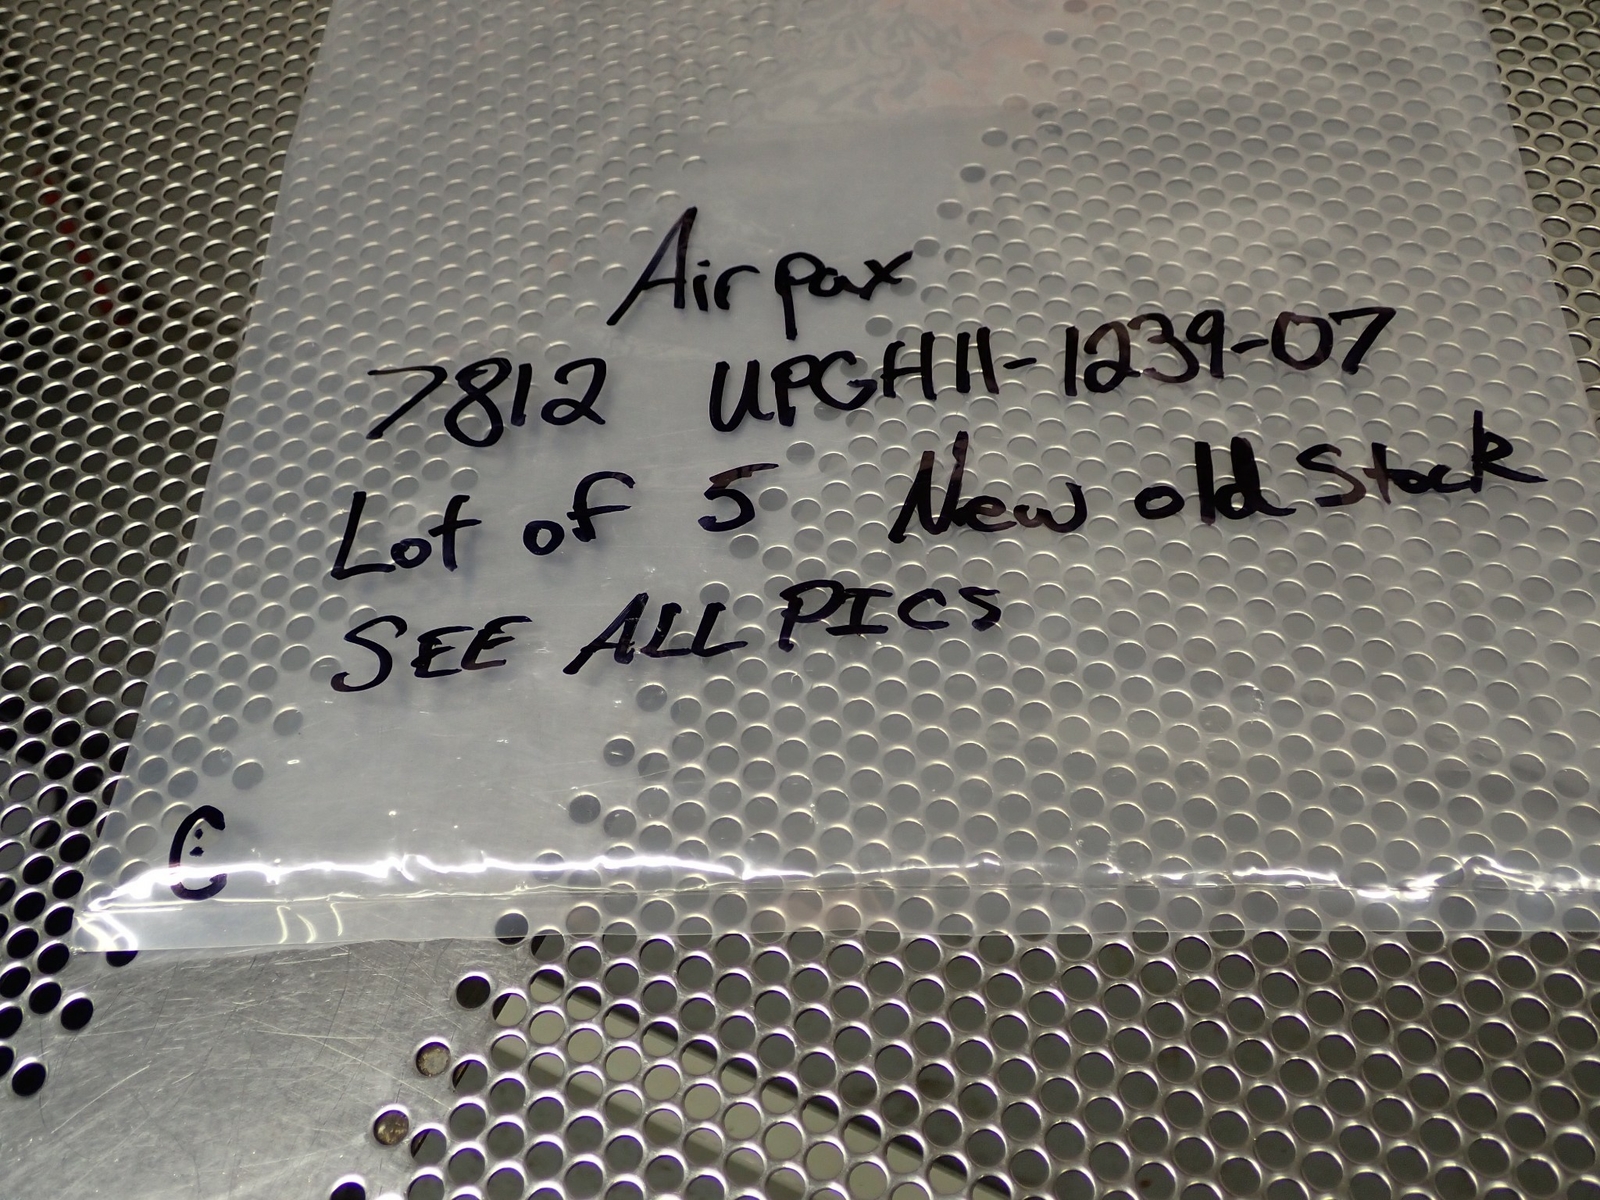 Airpax
7812 UPGH11-1239-07
Lot of 5 New old Stock
SEE ALL PICS
C: